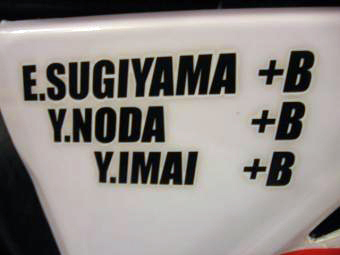 E.SUGIYAMA +B
Y.NODA +B
Y.IMAI +B